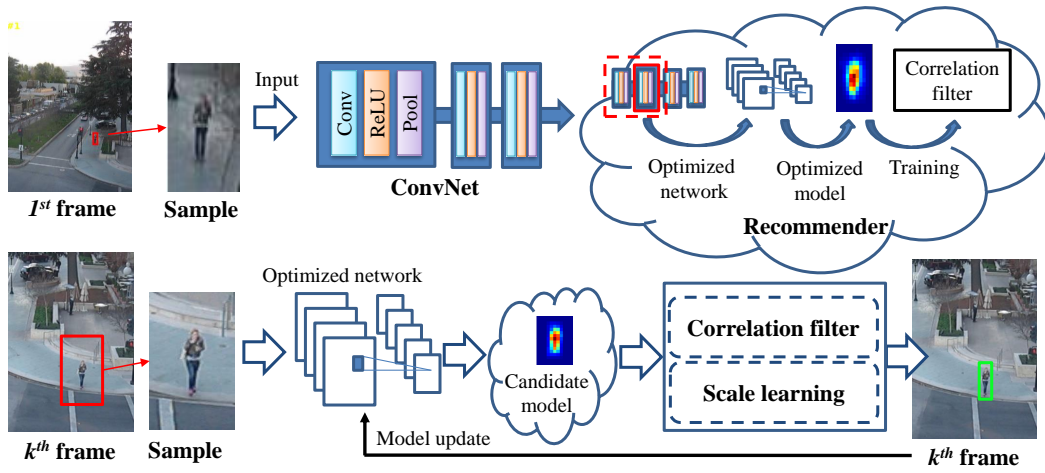 #1
1st frame
Sample
Input
Conv
ReLU
Pool
ConvNet
Optimized
network
Optimized
model
Training
Correlation
filter
Recommender
kth frame
Sample
Optimized network
Candidate
model
Correlation filter
Scale learning
Model update
kth frame